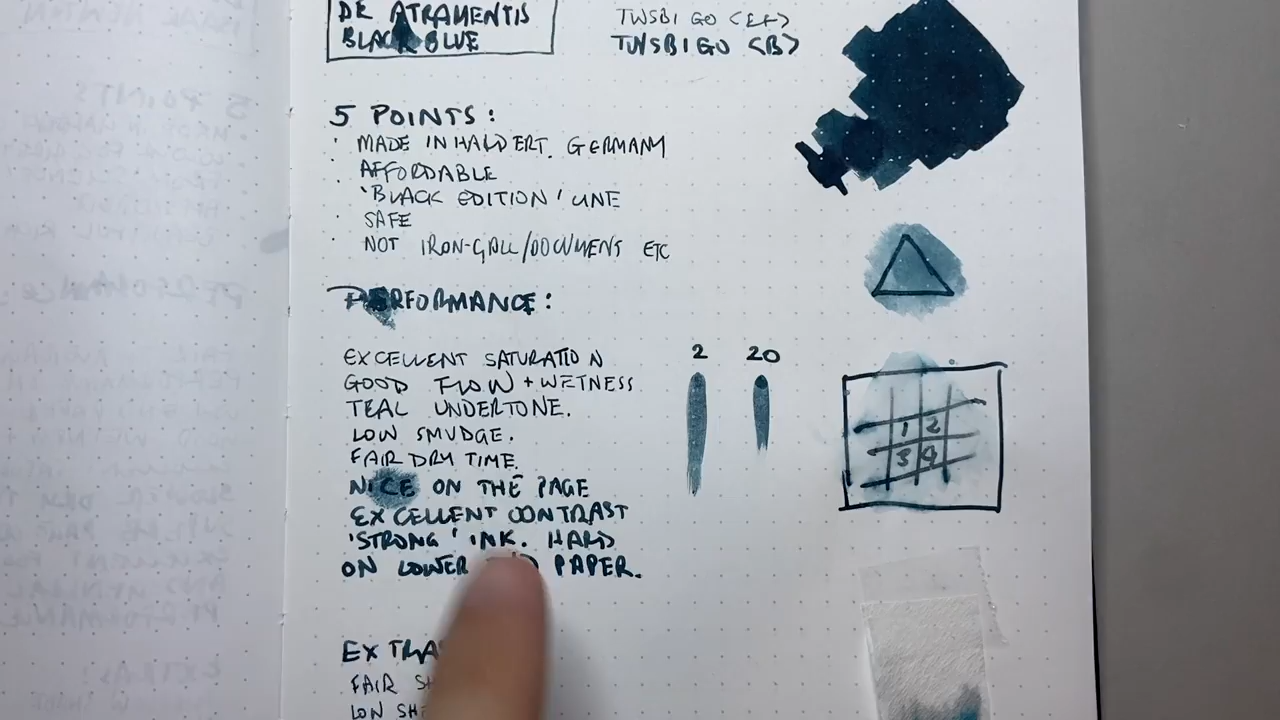 DE ATRAMENTIS
BLACK BLUE
TWSBI GO <EF>
TWSBI GO <B>
5 POINTS:
· MADE IN GERMANY
· AFFORDABLE
· 'BLACK EDITION' LINE
· SAFE
· NOT IRON-GALL/DOCUMENT ETC
PERFORMANCE:
EXCELLENT SATURATION
GOOD FLOW + WETNESS
TEAL UNDERTONE.
LOW SMUDGE.
FAIR DRY TIME.
NICE ON THE PAGE
EXCELLENT CONTRAST
'STRONG' INK. HARD
ON LOWER PAPER.
2 20
1 2
3 4
EXTRA
FAIR
LOW